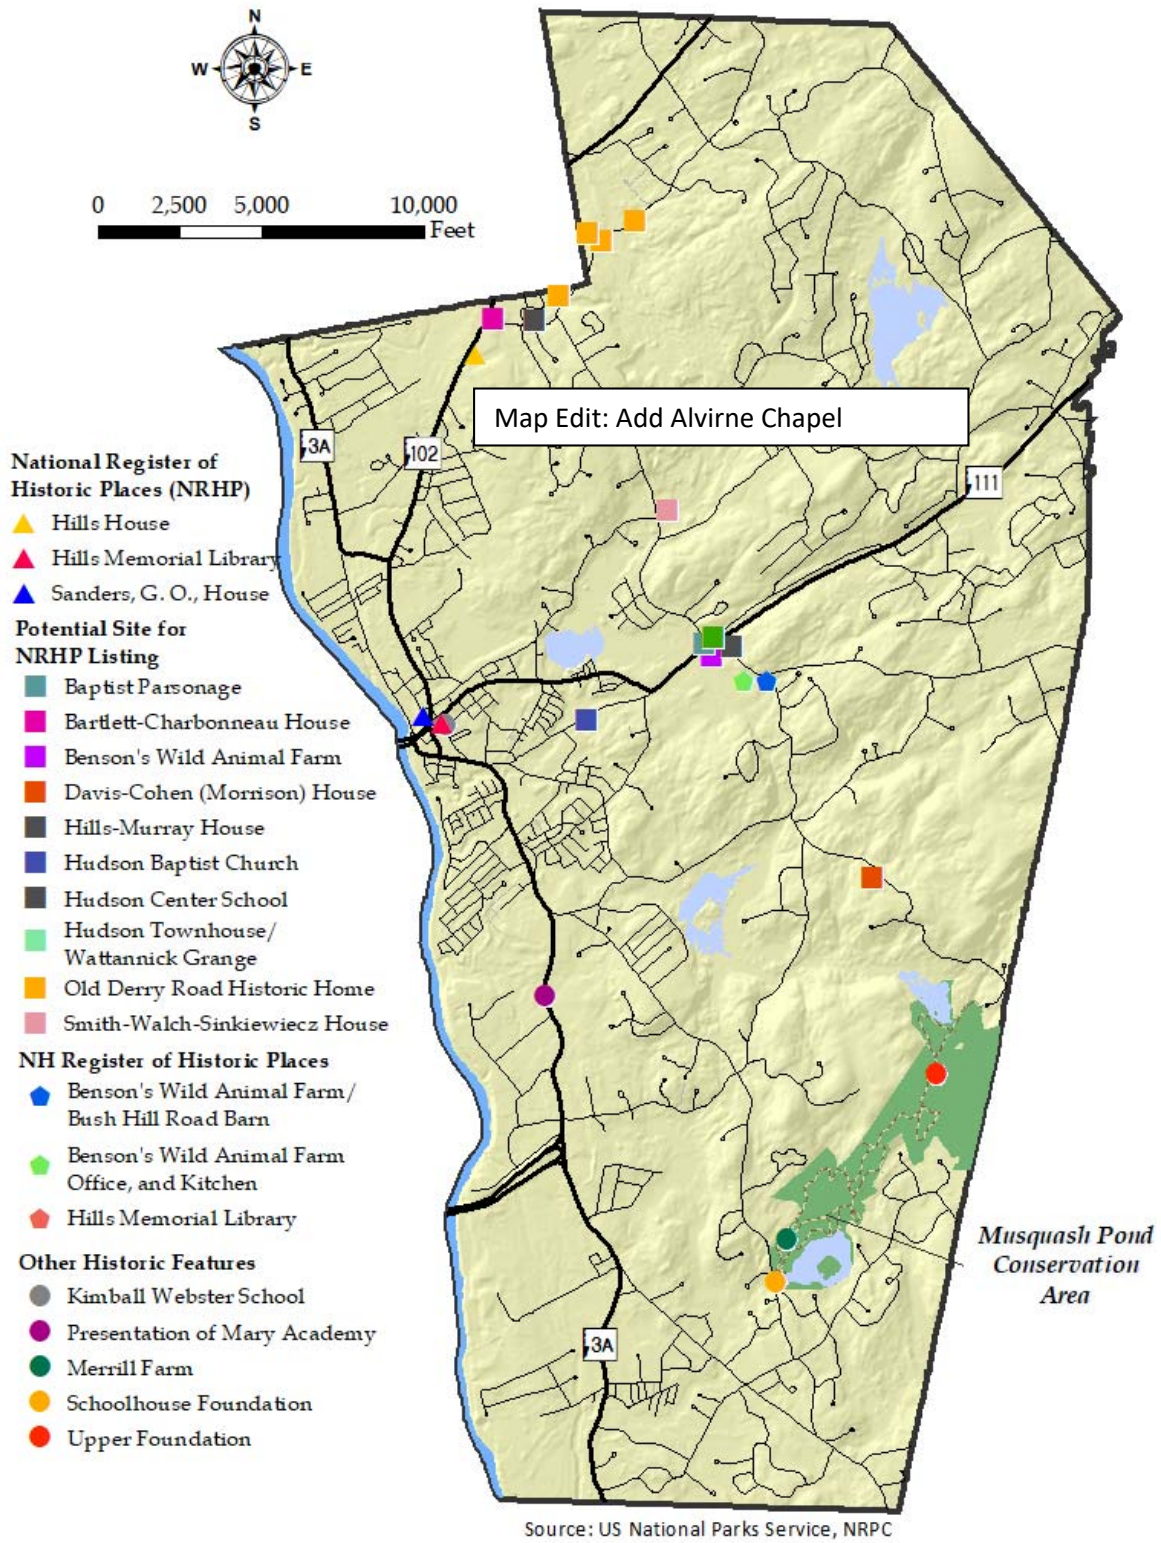 N
W E
S
0 2,500 5,000 10,000
Feet
Map Edit: Add Alvirne Chapel
3A
102
111
National Register of
Historic Places (NRHP)
Hills House
Hills Memorial Library
Sanders, G. O., House
Potential Site for
NRHP Listing
Baptist Parsonage
Bartlett-Charbonneau House
Benson's Wild Animal Farm
Davis-Cohen (Morrison) House
Hills-Murray House
Hudson Baptist Church
Hudson Center School
Hudson Townhouse/
Wattannick Grange
Old Derry Road Historic Home
Smith-Walch-Sinkiewiecz House
NH Register of Historic Places
Benson's Wild Animal Farm/
Bush Hill Road Barn
Benson's Wild Animal Farm
Office, and Kitchen
Hills Memorial Library
Other Historic Features
Kimball Webster School
Presentation of Mary Academy
Merrill Farm
Schoolhouse Foundation
Upper Foundation
Musquash Pond
Conservation
Area
3A
Source: US National Parks Service, NRPC